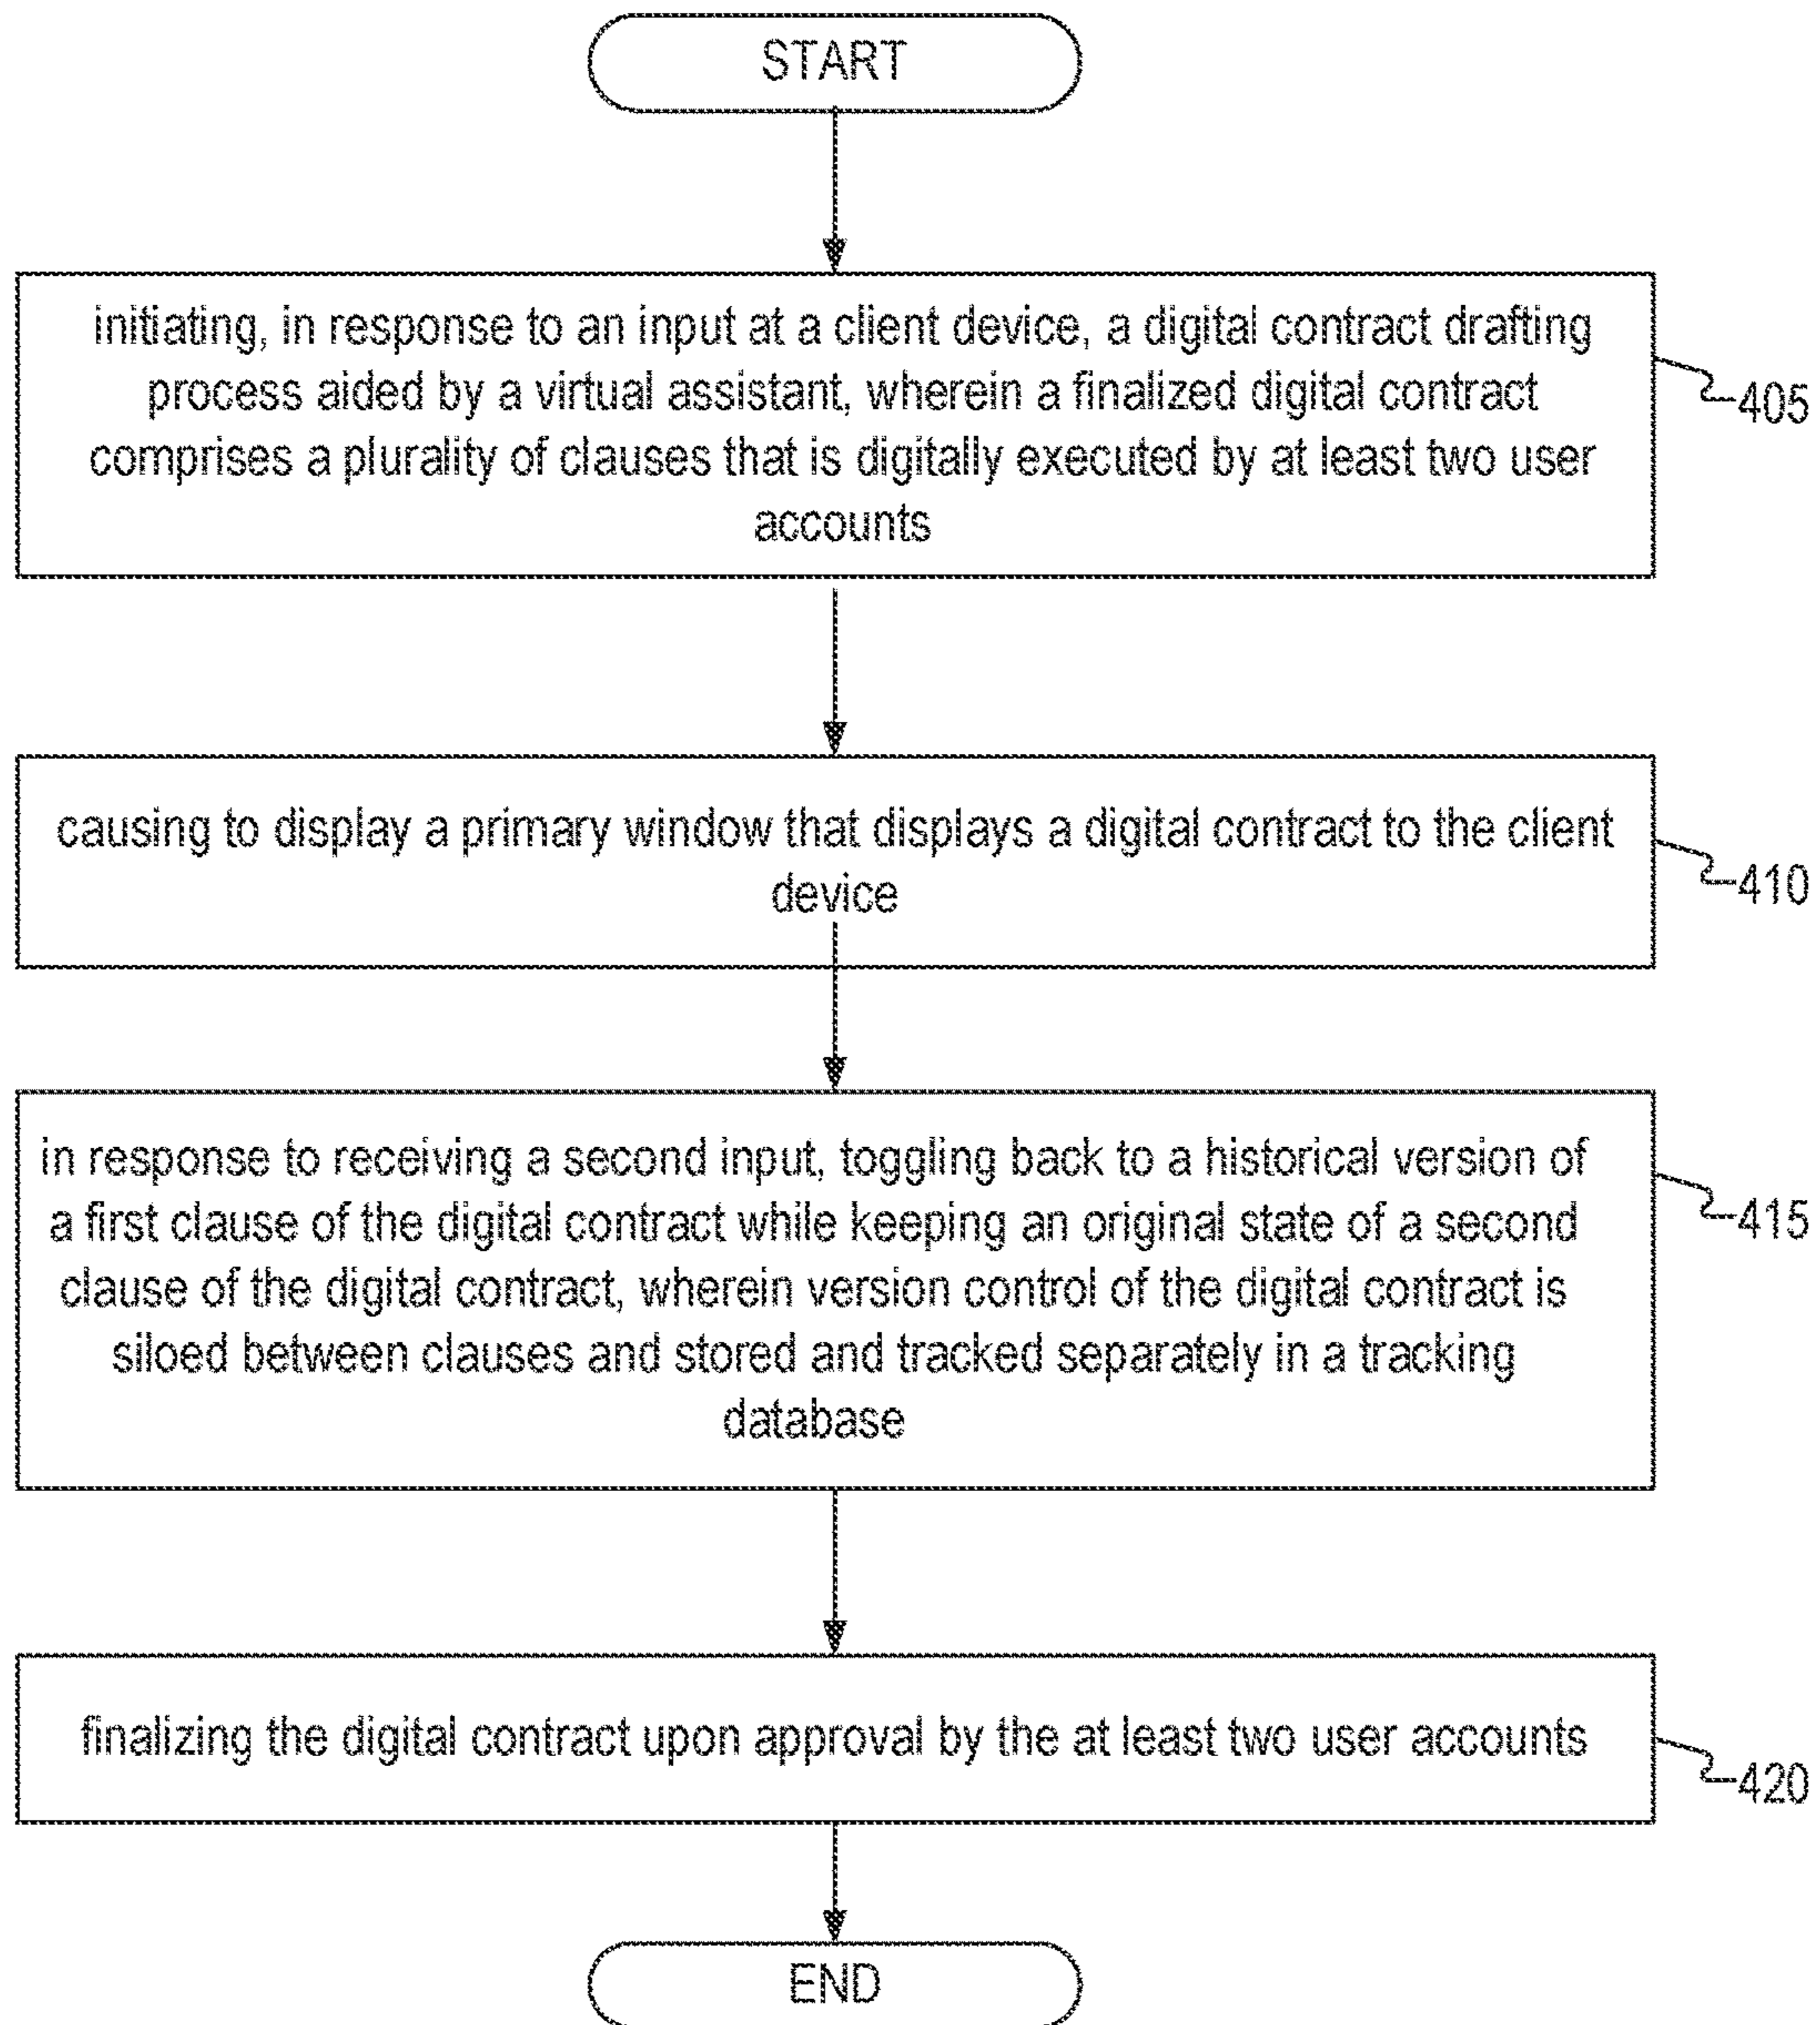 START
initiating, in response to an input at a client device, a digital contract drafting
process aided by a virtual assistant, wherein a finalized digital contract
comprises a plurality of clauses that is digitally executed by at least two user
accounts
405
causing to display a primary window that displays a digital contract to the client
device
410
in response to receiving a second input, toggling back to a historical version of
a first clause of the digital contract while keeping an original state of a second
clause of the digital contract, wherein version control of the digital contract is
siloed between clauses and stored and tracked separately in a tracking
database
415
finalizing the digital contract upon approval by the at least two user accounts
420
END